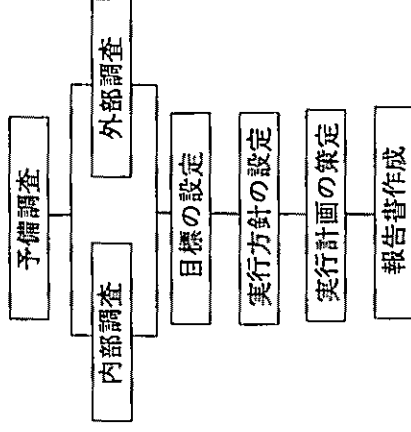 予備調査
内部調査
外部調査
目標の設定
実行方針の設定
実行計画の策定
報告書作成